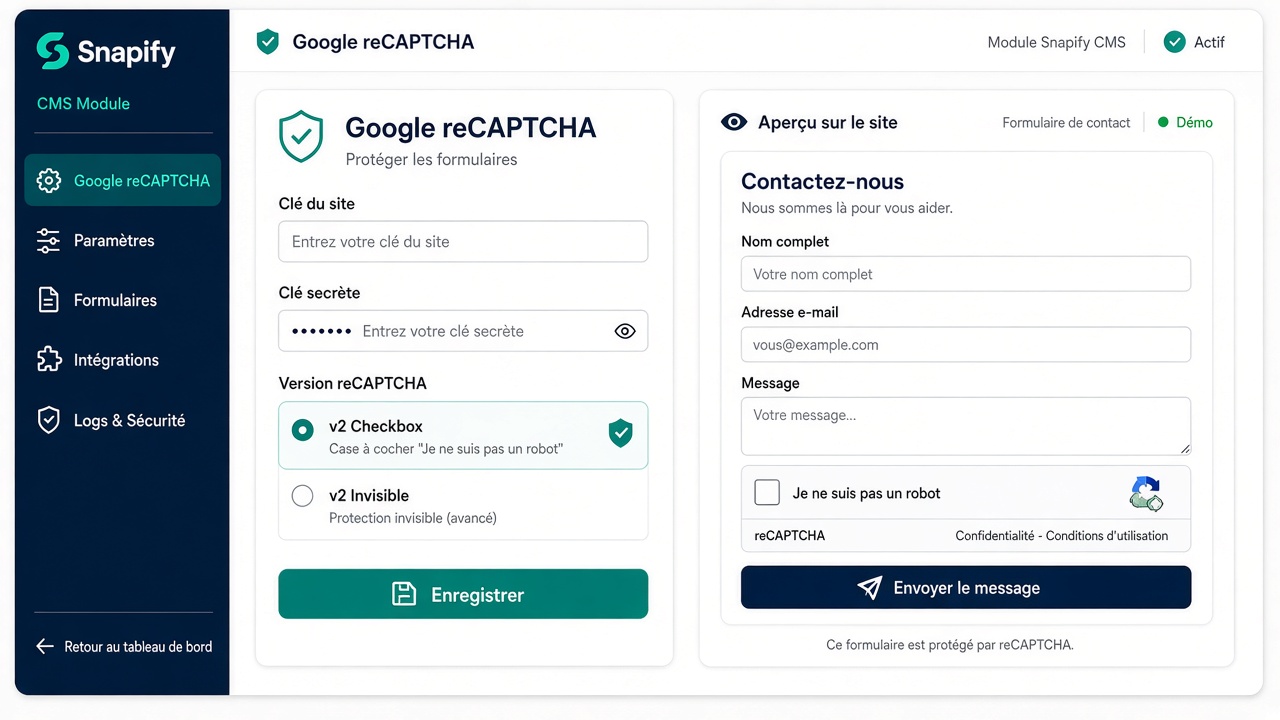 Snapify
CMS Module
Google reCAPTCHA
Paramètres
Formulaires
Intégrations
Logs & Sécurité
Retour au tableau de bord
Google reCAPTCHA
Module Snapify CMS
Actif
Google reCAPTCHA
Protéger les formulaires
Clé du site
Entrez votre clé du site
Clé secrète
••••••• Entrez votre clé secrète
Version reCAPTCHA
v2 Checkbox
Case à cocher "Je ne suis pas un robot"
v2 Invisible
Protection invisible (avancé)
Enregistrer
Aperçu sur le site
Formulaire de contact
Démo
Contactez-nous
Nous sommes là pour vous aider.
Nom complet
Votre nom complet
Adresse e-mail
vous@example.com
Message
Votre message...
Je ne suis pas un robot
reCAPTCHA
Confidentialité - Conditions d'utilisation
Envoyer le message
Ce formulaire est protégé par reCAPTCHA.